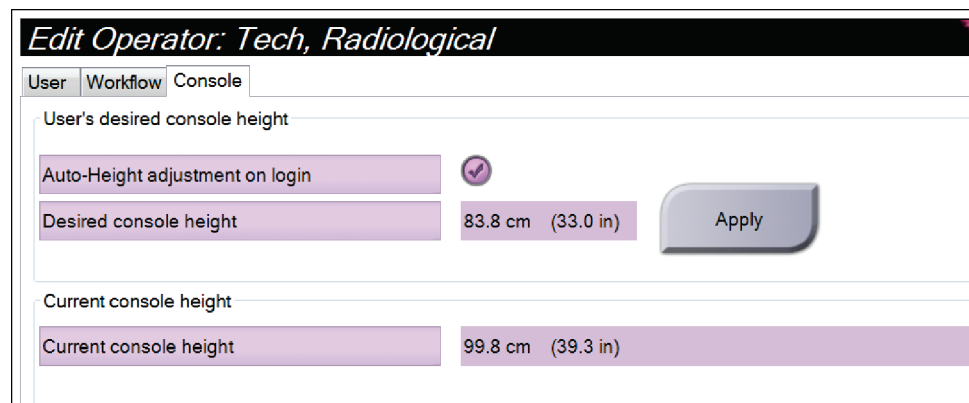 Edit Operator: Tech, Radiological
User Workflow Console
User's desired console height
Auto-Height adjustment on login
Desired console height 83.8 cm (33.0 in) Apply
Current console height
Current console height 99.8 cm (39.3 in)